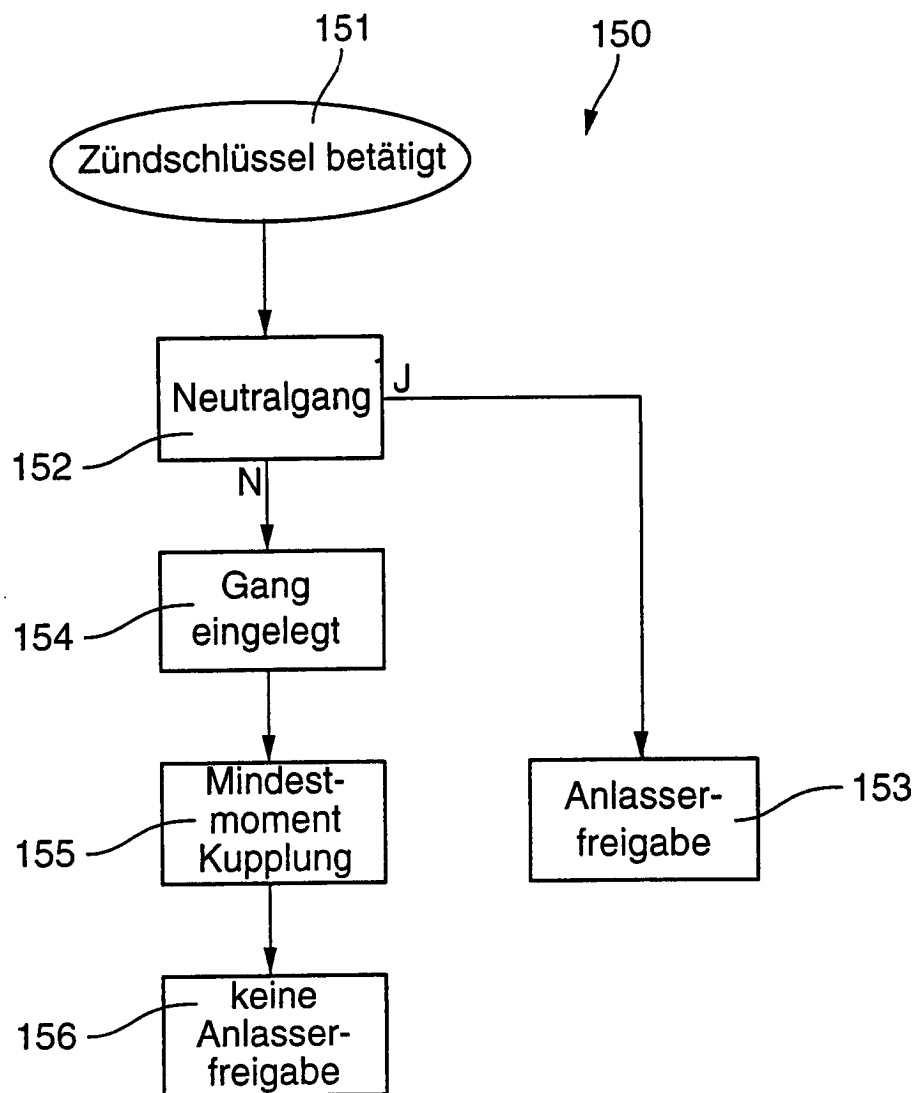 151
150
Zündschlüssel betätigt
Neutralgang
J
152
N
Gang
eingelegt
154
Mindest-
moment
Kupplung
155
Anlasser-
freigabe
153
keine
Anlasser-
freigabe
156